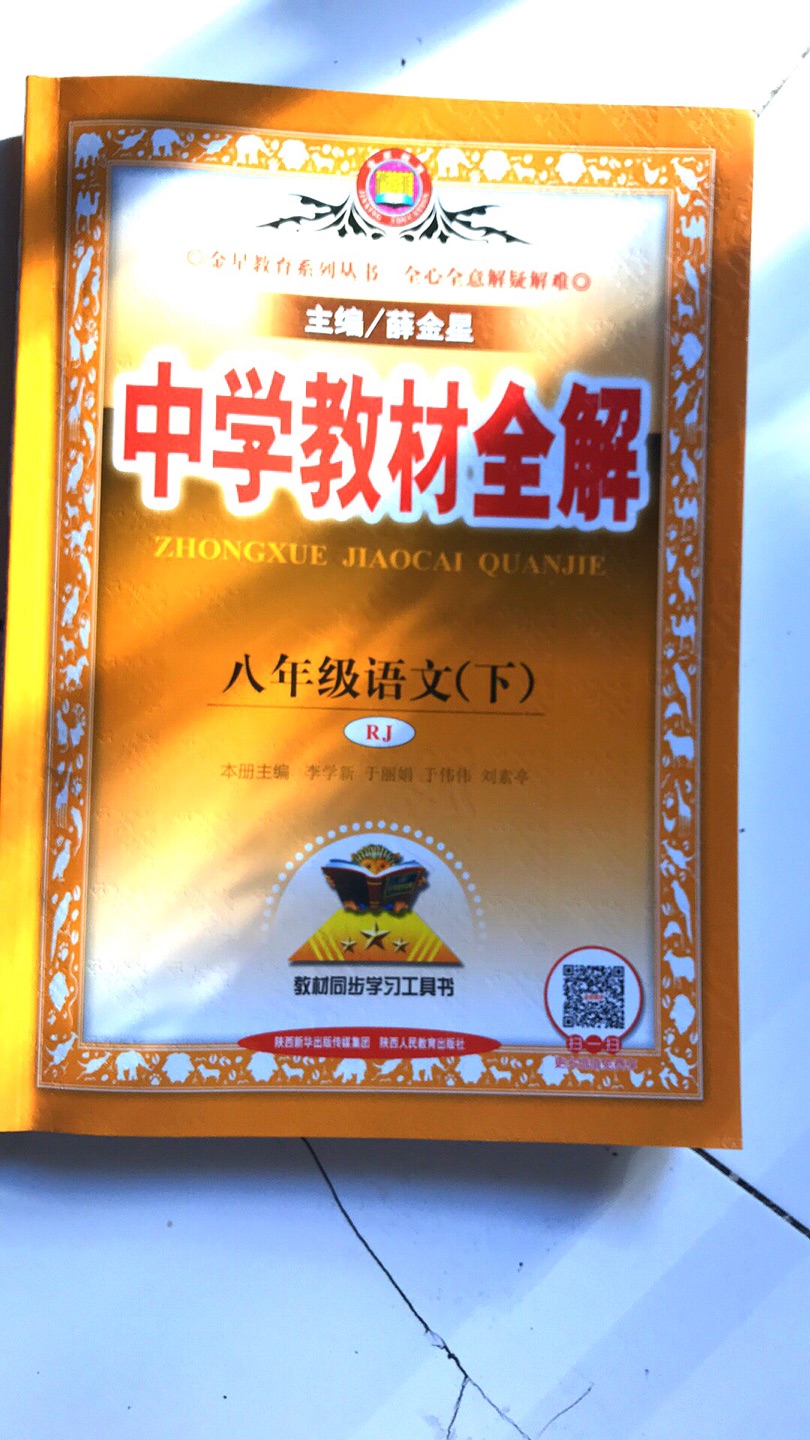 金星教育系列丛书 全心全意解疑解难
主编/薛金星
中学教材全解
ZHONGXUE JIAOCAI QUANJIE
八年级语文(下)
RJ
本册主编 李学新 于丽娟 于伟伟 刘素亭
教材同步学习工具书
扫一扫
陕西新华出版传媒集团 陕西人民教育出版社